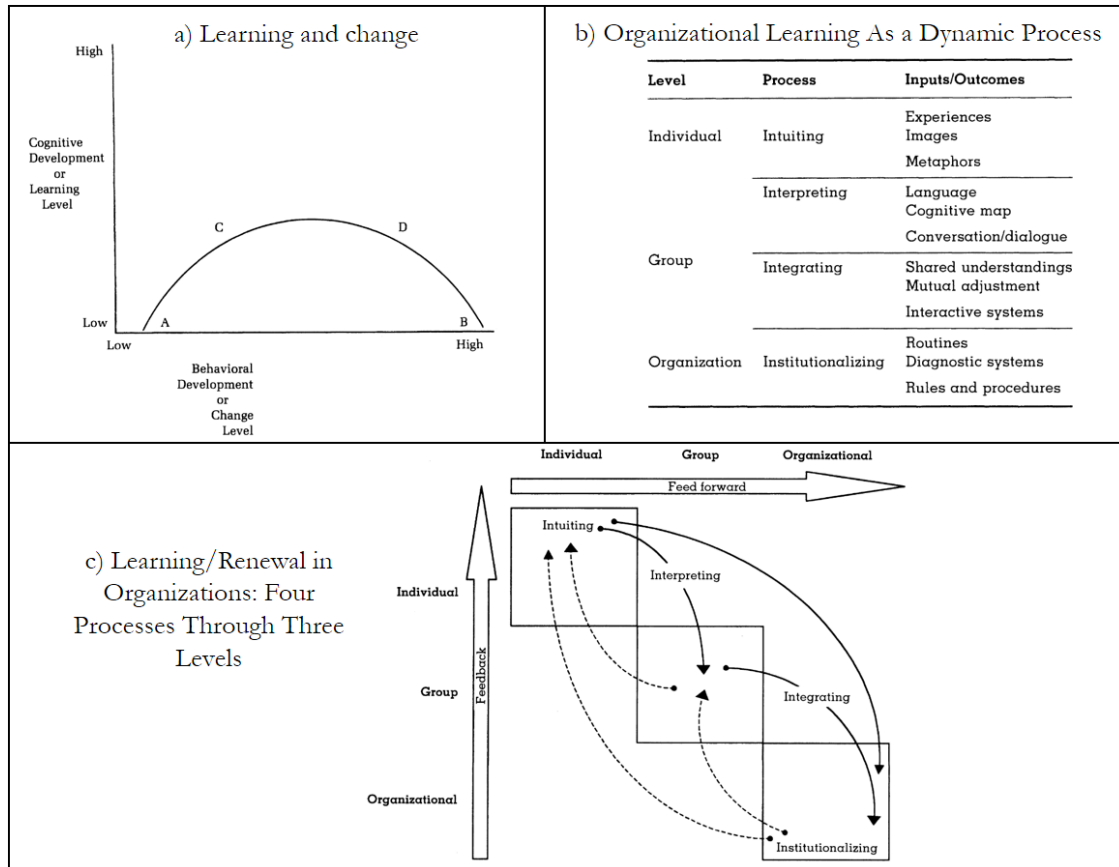 a) Learning and change
High
Cognitive
Development
or
Learning
Level
C
D
A
B
Low
Low
High
Behavioral
Development
or
Change
Level
b) Organizational Learning As a Dynamic Process
Level Process Inputs/Outcomes
Experiences
Individual Intuiting Images
Metaphors
Interpreting Language
Cognitive map
Conversation/dialogue
Group
Integrating Shared understandings
Mutual adjustment
Interactive systems
Routines
Organization Institutionalizing Diagnostic systems
Rules and procedures
c) Learning/Renewal in
Organizations: Four
Processes Through Three
Levels
Individual Group Organizational
Feed forward
Feedback
Individual
Group
Organizational
Intuiting
Interpreting
Integrating
Institutionalizing